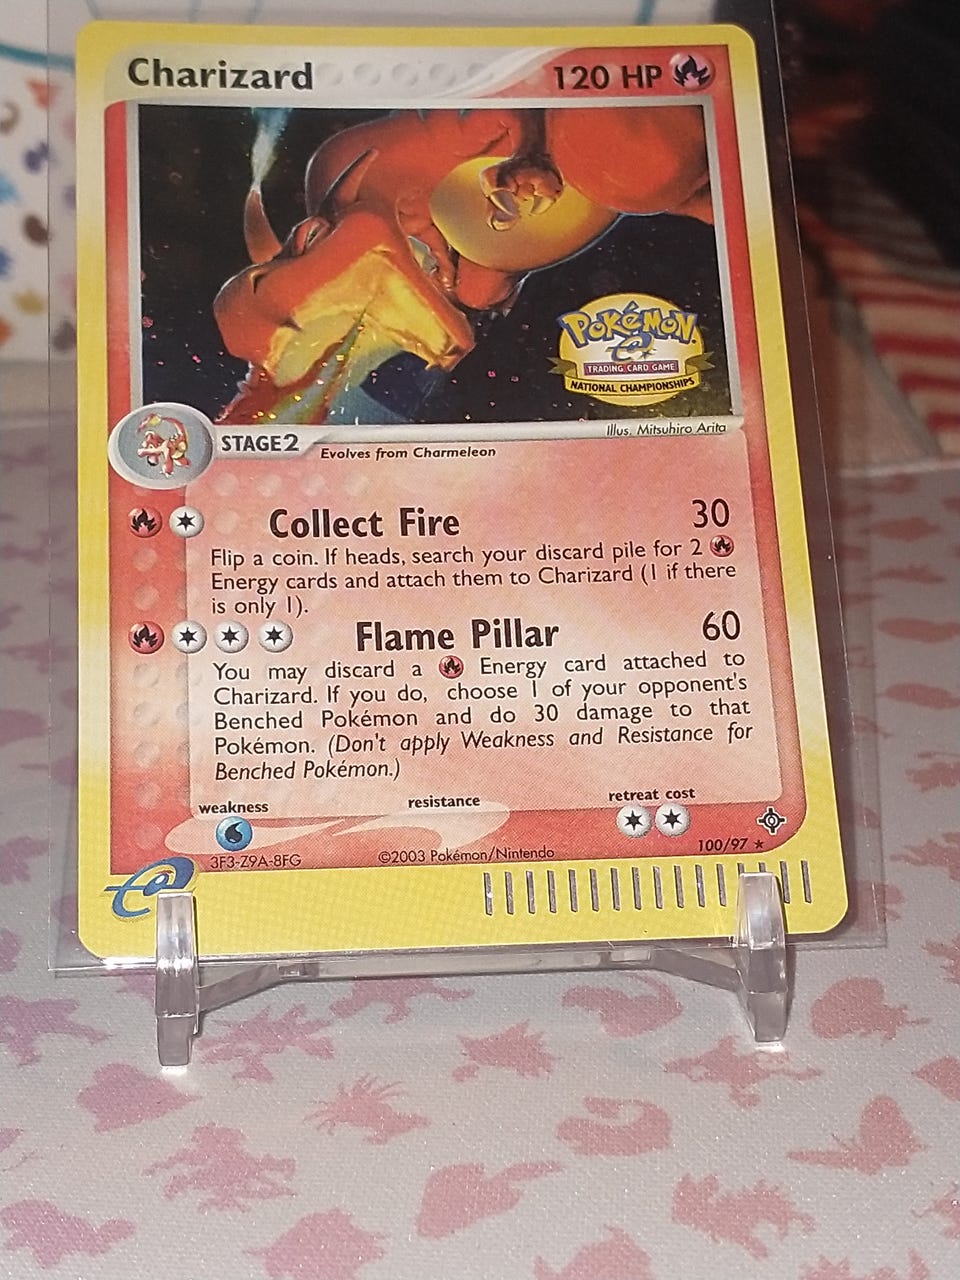 Charizard 120 HP
POKéMON
e
TRADING CARD GAME
NATIONAL CHAMPIONSHIPS
Illus. Mitsuhiro Arita
STAGE2
Evolves from Charmeleon
Collect Fire 30
Flip a coin. If heads, search your discard pile for 2
Energy cards and attach them to Charizard (1 if there
is only 1).
Flame Pillar 60
You may discard a Energy card attached to
Charizard. If you do, choose 1 of your opponent's
Benched Pokémon and do 30 damage to that
Pokémon. (Don't apply Weakness and Resistance for
Benched Pokémon.)
weakness resistance retreat cost
3F3-Z9A-8FG ©2003 Pokémon/Nintendo 100/97 ★
e